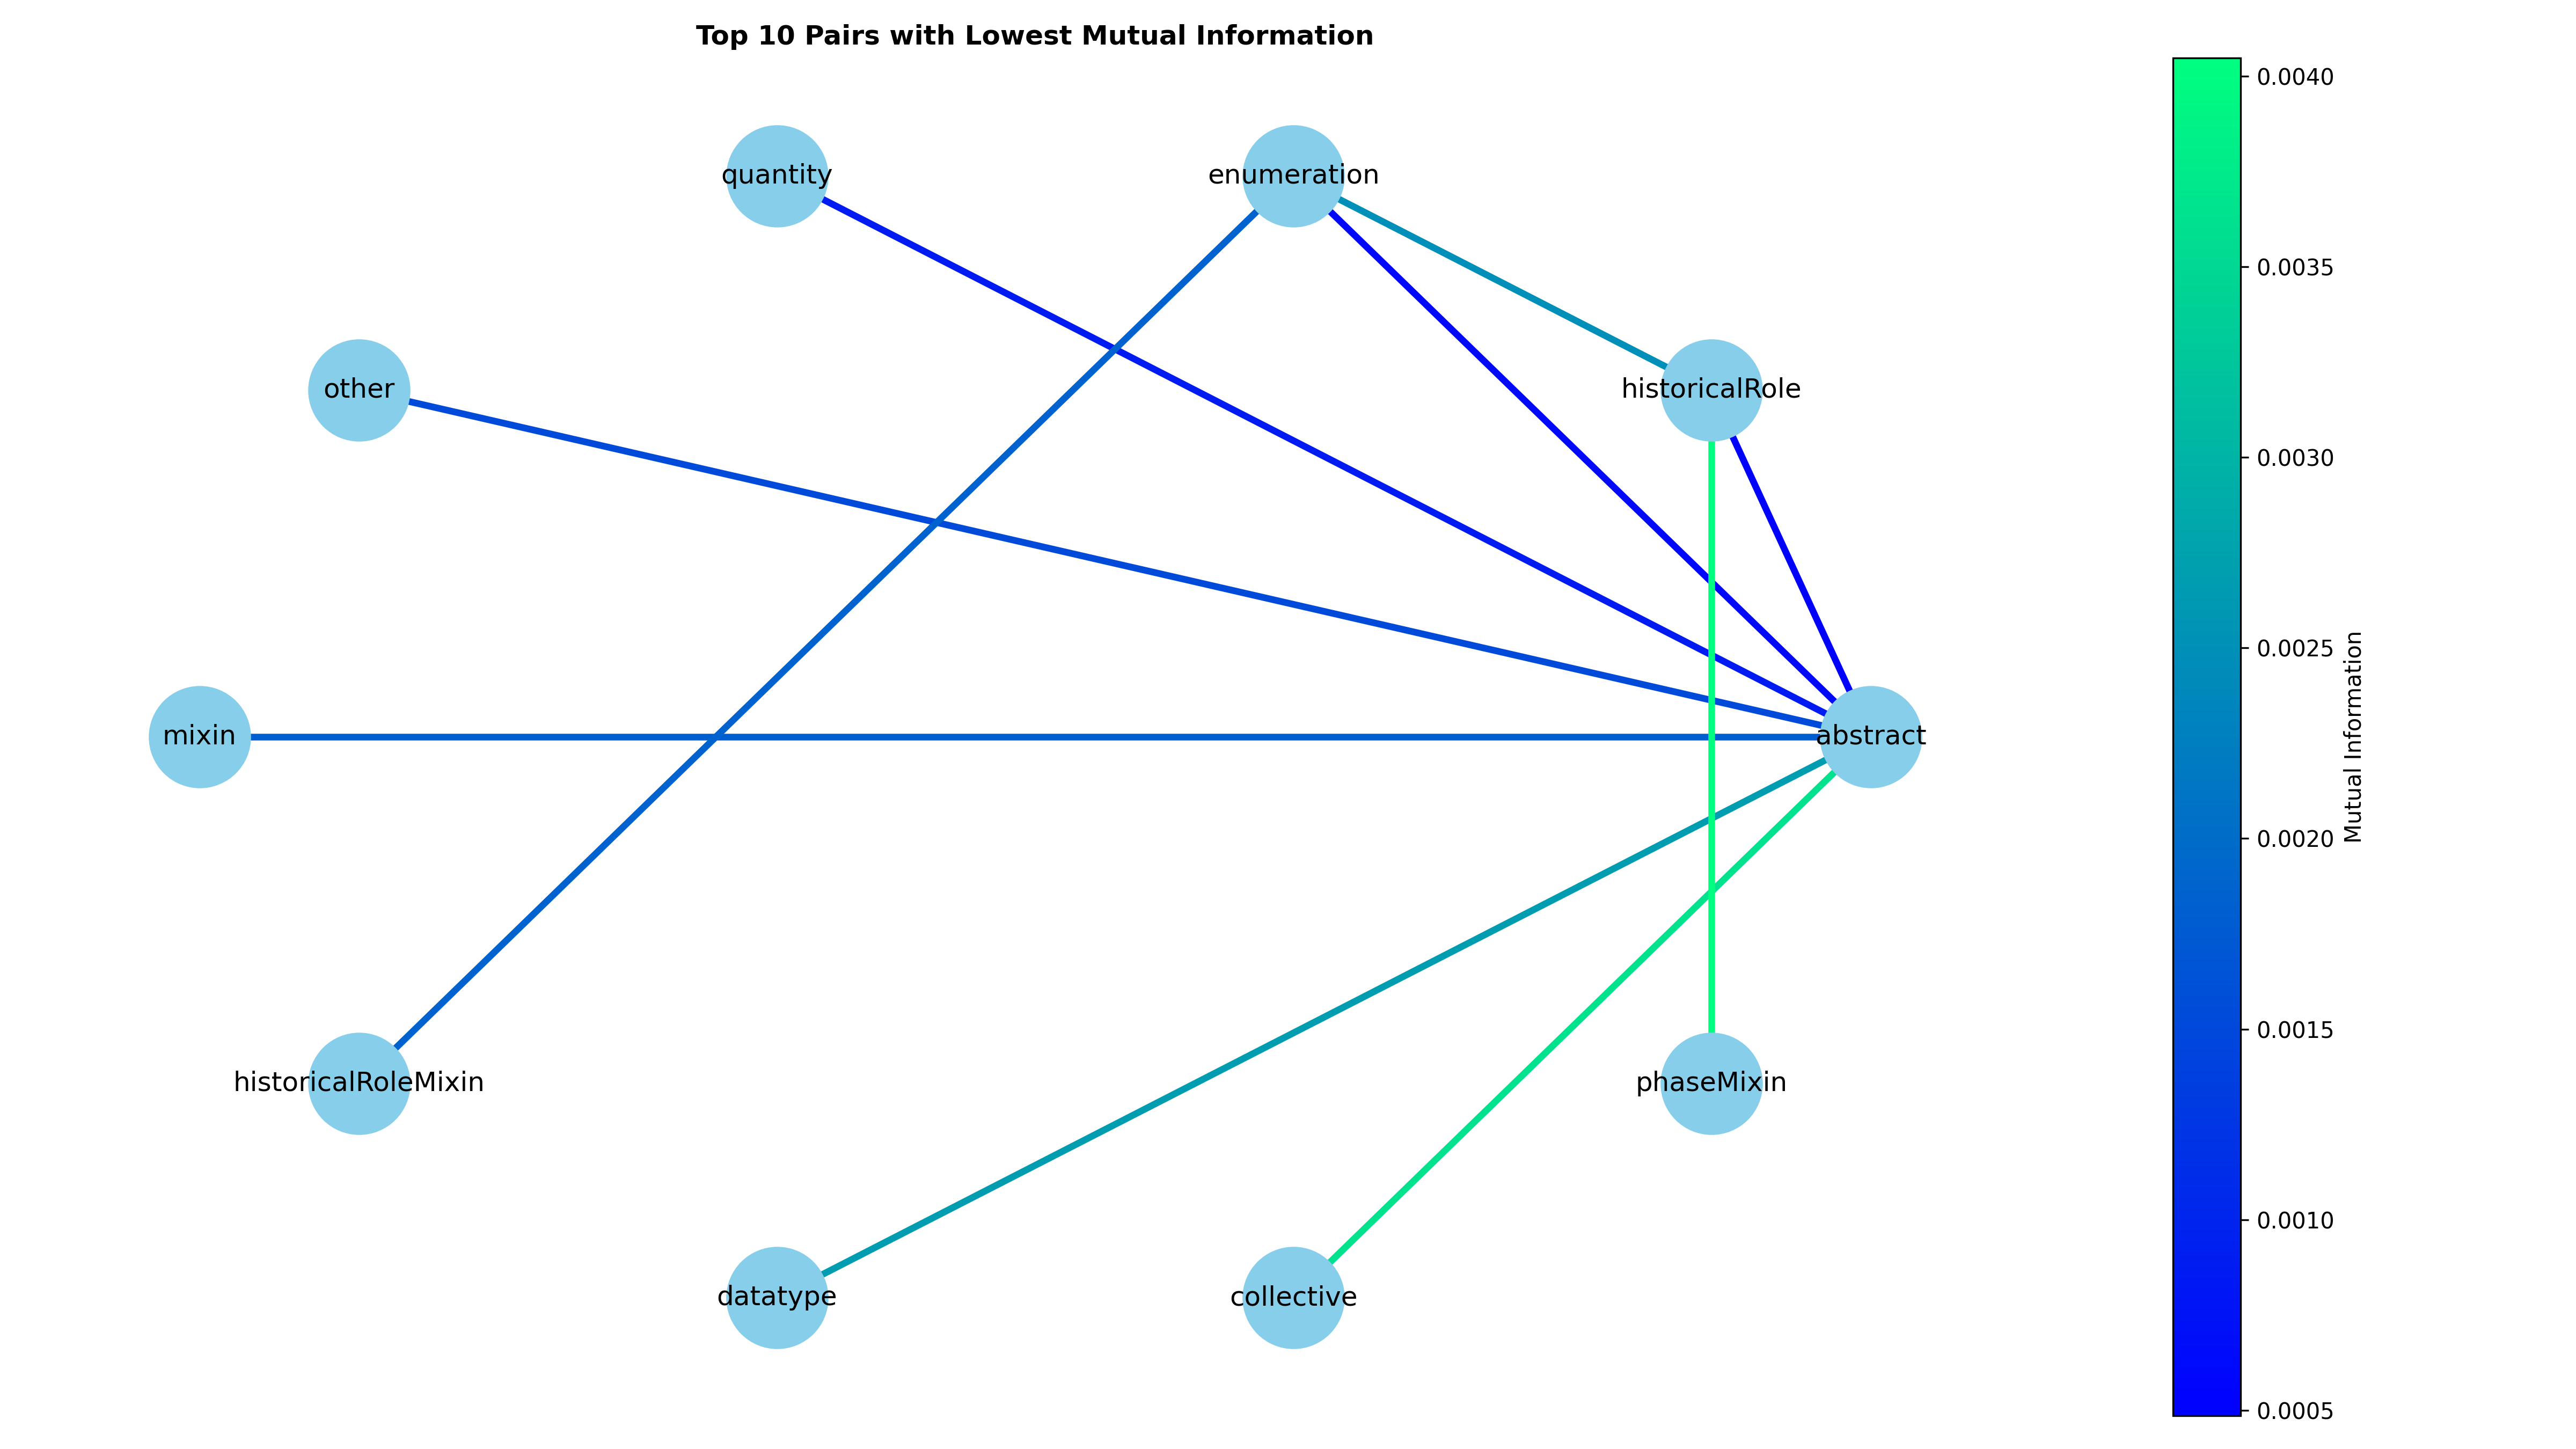 Top 10 Pairs with Lowest Mutual Information
quantity
enumeration
other
historicalRole
mixin
abstract
historicalRoleMixin
phaseMixin
datatype
collective
0.0040
0.0035
0.0030
0.0025
0.0020
0.0015
0.0010
0.0005
Mutual Information